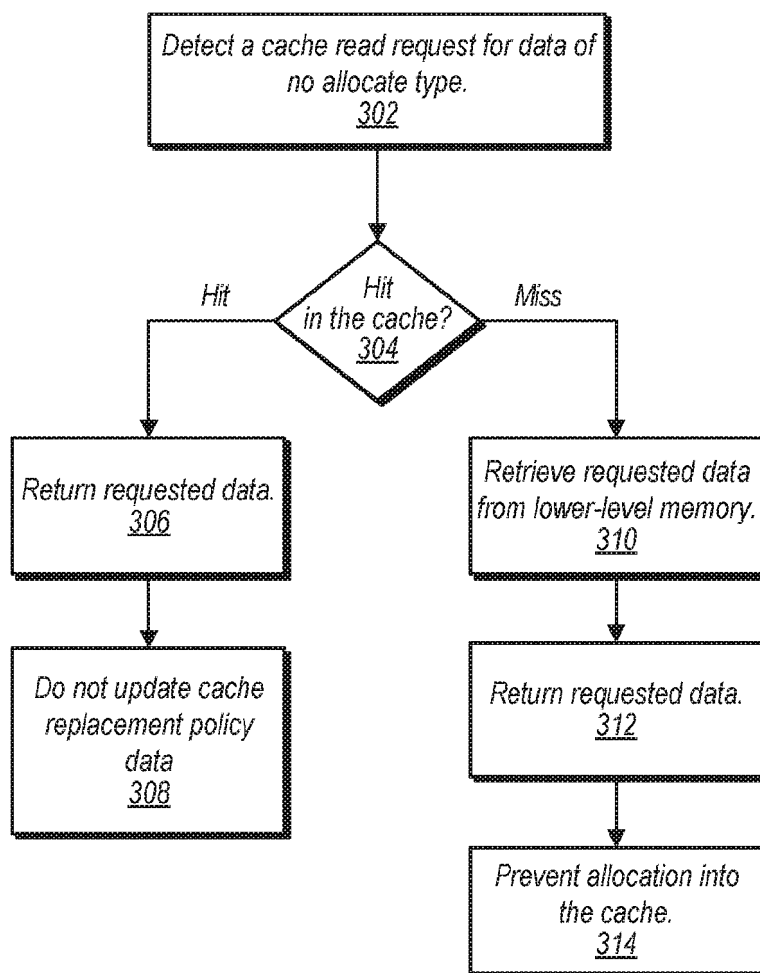 Detect a cache read request for data of
no allocate type.
302
Hit
in the cache?
304
Hit
Miss
Return requested data.
306
Do not update cache
replacement policy
data
308
Retrieve requested data
from lower-level memory.
310
Return requested data.
312
Prevent allocation into
the cache.
314